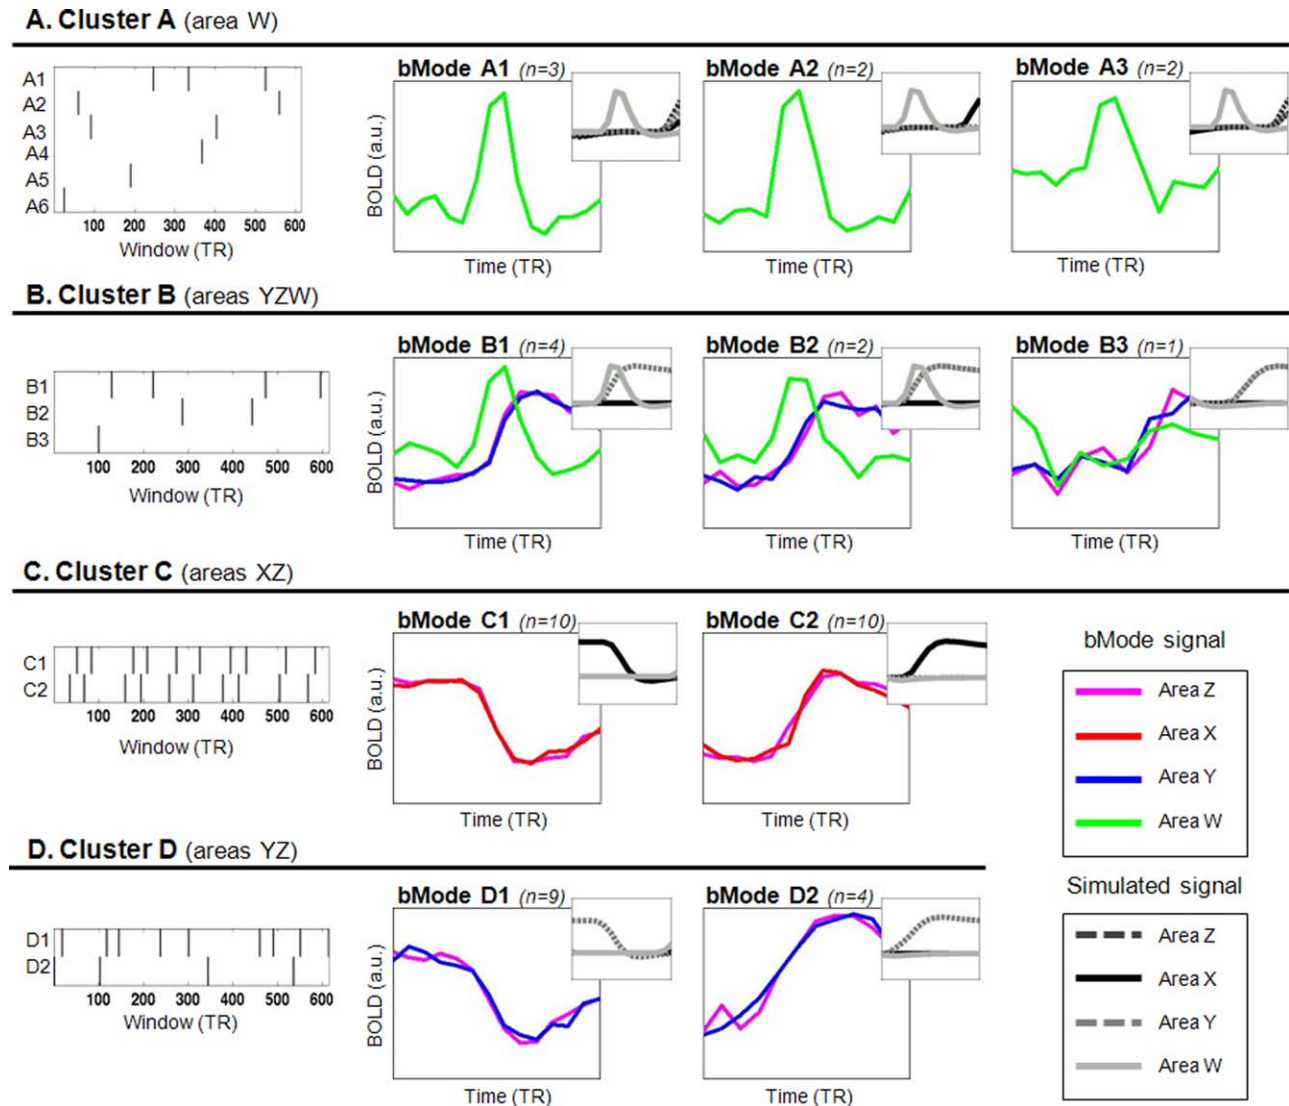 A. Cluster A (area W)
A1
A2
A3
A4
A5
A6
100 200 300 400 500 600
Window (TR)
bMode A1 (n=3)
bMode A2 (n=2)
bMode A3 (n=2)
BOLD (a.u.)
Time (TR)
Time (TR)
Time (TR)
B. Cluster B (areas YZW)
B1
B2
B3
100 200 300 400 500 600
Window (TR)
bMode B1 (n=4)
bMode B2 (n=2)
bMode B3 (n=1)
BOLD (a.u.)
Time (TR)
Time (TR)
Time (TR)
C. Cluster C (areas XZ)
C1
C2
100 200 300 400 500 600
Window (TR)
bMode C1 (n=10)
bMode C2 (n=10)
BOLD (a.u.)
Time (TR)
Time (TR)
bMode signal
Area Z
Area X
Area Y
Area W
D. Cluster D (areas YZ)
D1
D2
100 200 300 400 500 600
Window (TR)
bMode D1 (n=9)
bMode D2 (n=4)
BOLD (a.u.)
Time (TR)
Time (TR)
Simulated signal
Area Z
Area X
Area Y
Area W